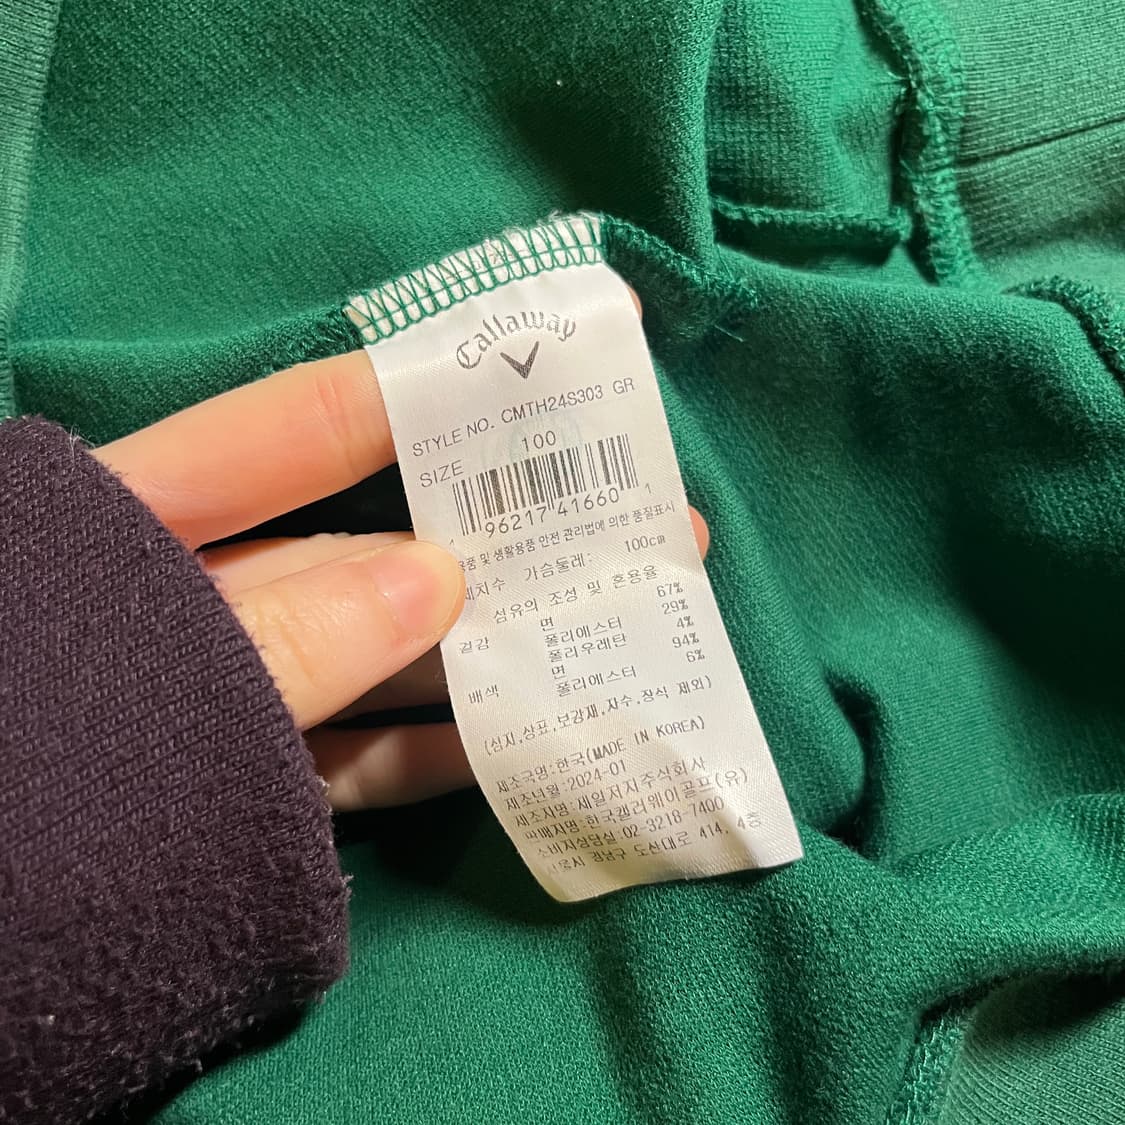 Callaway
STYLE NO. CMTH24S303 GR
SIZE 100
1 96217 41660 1
및 생활용품 안전 관리법에 의한 품질표시
가슴둘레: 100cm
섬유의 조성 및 혼용율
겉감 면 67%
폴리에스터 29%
폴리우레탄 4%
배색 면 94%
폴리에스터 6%
(심지,상표,보강재,자수,장식 제외)
제조국명:한국(MADE IN KOREA)
제조년월:2024-01
제조자명:세일저지주식회사
판매자명:한국캘러웨이골프(유)
소비자상담실:02-3218-7400
서울시 강남구 도산대로 414, 4층